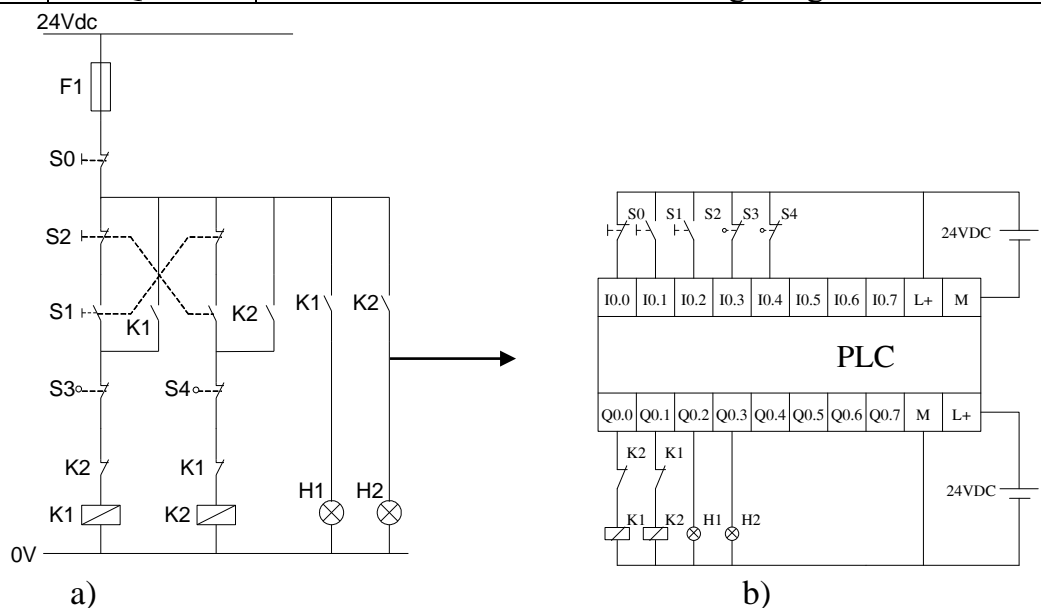 24Vdc
F1
S0
S2
S1
K1
K2
K1
K2
S3
S4
K2
K1
H1
H2
K1
K2
0V
a)
S0 S1 S2 S3 S4
24VDC
I0.0 I0.1 I0.2 I0.3 I0.4 I0.5 I0.6 I0.7 L+ M
PLC
Q0.0 Q0.1 Q0.2 Q0.3 Q0.4 Q0.5 Q0.6 Q0.7 M L+
K2 K1
24VDC
K1 K2 H1 H2
b)